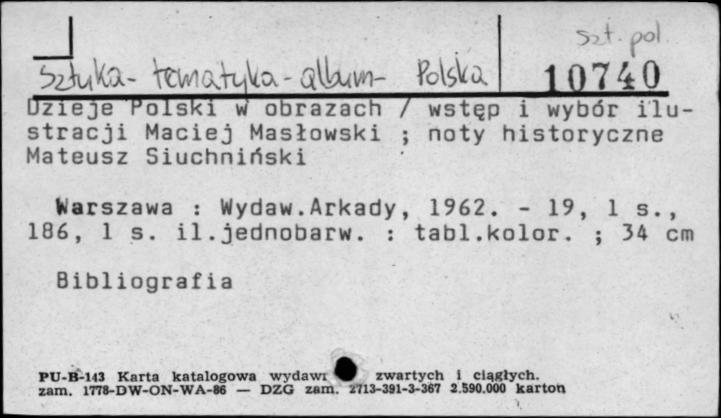 szt. pol.
Sztuka - tematyka - album - Polska 10740
Dzieje Polski w obrazach / wstęp i wybór ilu-
stracji Maciej Masłowski ; noty historyczne
Mateusz Siuchniński
Warszawa : Wydaw.Arkady, 1962. - 19, 1 s.,
186, 1 s. il.jednobarw. : tabl.kolor. ; 34 cm
Bibliografia
PU-B-143 Karta katalogowa wydawn zwartych i ciągłych.
zam. 1778-DW-ON-WA-86 — DZG zam. 2713-391-3-367 2.590.000 karton